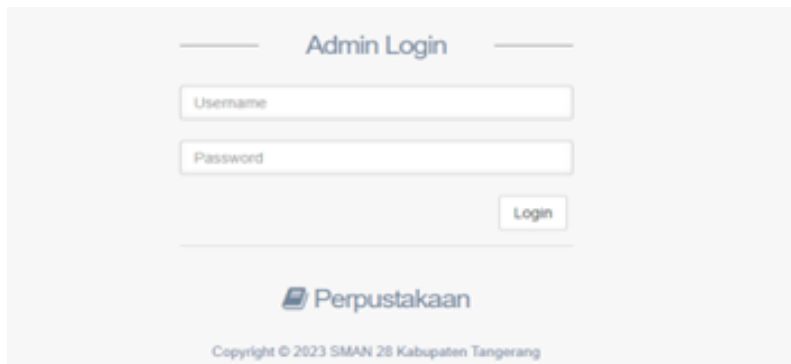 Admin Login
Username
Password
Login
Perpustakaan
Copyright © 2023 SMAN 28 Kabupaten Tangerang